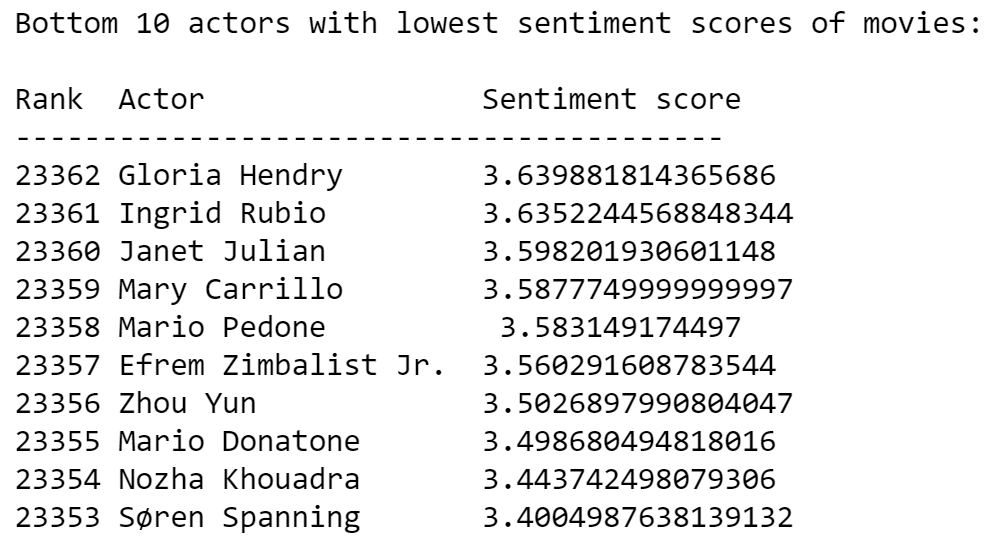 Bottom 10 actors with lowest sentiment scores of movies:
Rank Actor Sentiment score
-----------------------------------------
23362 Gloria Hendry 3.639881814365686
23361 Ingrid Rubio 3.6352244568848344
23360 Janet Julian 3.598201930601148
23359 Mary Carrillo 3.5877749999999997
23358 Mario Pedone 3.583149174497
23357 Efrem Zimbalist Jr. 3.560291608783544
23356 Zhou Yun 3.5026897990804047
23355 Mario Donatone 3.498680494818016
23354 Nozha Khouadra 3.443742498079306
23353 Søren Spanning 3.4004987638139132